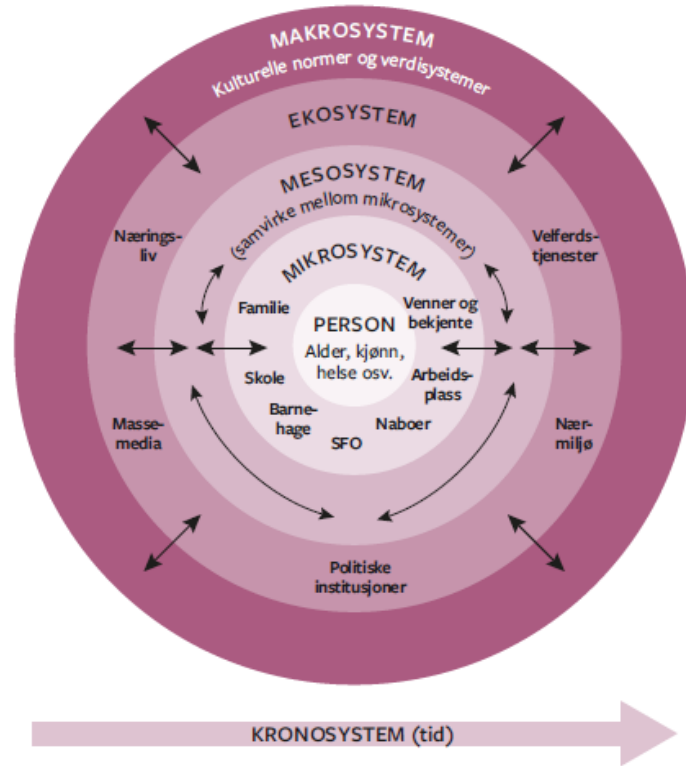 MAKROSYSTEM
Kulturelle normer og verdisystemer
EKOSYSTEM
MESOSYSTEM
(samvirke mellom mikrosystemer)
MIKROSYSTEM
Nærings-
liv
Velferds-
tjenester
Familie
Venner og
bekjente
PERSON
Alder, kjønn,
helse osv.
Skole
Arbeids-
plass
Barne-
hage
SFO
Naboer
Masse-
media
Nær-
miljø
Politiske
institusjoner
KRONOSYSTEM (tid)